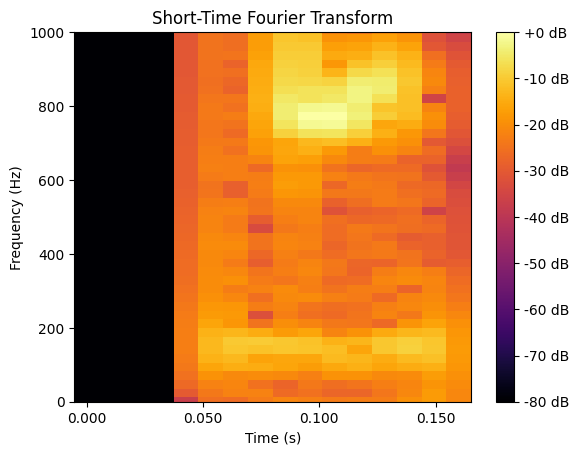 Short-Time Fourier Transform
1000
800
600
400
200
0
Frequency (Hz)
0.000
0.050
0.100
0.150
Time (s)
+0 dB
-10 dB
-20 dB
-30 dB
-40 dB
-50 dB
-60 dB
-70 dB
-80 dB